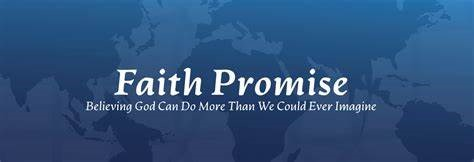 Faith Promise
Believing God Can Do More Than We Could Ever Imagine